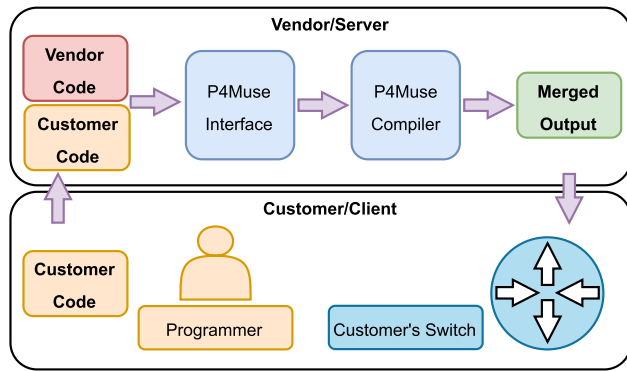 Vendor/Server
Vendor
Code
Customer
Code
P4Muse
Interface
P4Muse
Compiler
Merged
Output
Customer/Client
Customer
Code
Programmer
Customer's Switch